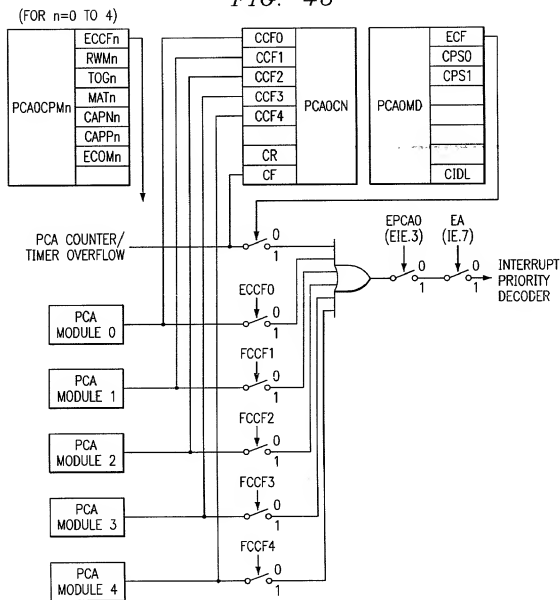 FIG. 48
(FOR n=0 TO 4)
PCA0CPMn
ECCFn
RWMn
TOGn
MATn
CAPNn
CAPPn
ECOMn
CCF0
CCF1
CCF2
CCF3
CCF4
CR
CF
PCA0CN
PCA0MD
ECF
CPS0
CPS1
CIDL
PCA COUNTER/
TIMER OVERFLOW
0
1
EPCA0
(EIE.3)
0
1
EA
(IE.7)
0
1
INTERRUPT
PRIORITY
DECODER
PCA
MODULE 0
ECCF0
0
1
PCA
MODULE 1
FCCF1
0
1
PCA
MODULE 2
FCCF2
0
1
PCA
MODULE 3
FCCF3
0
1
PCA
MODULE 4
FCCF4
0
1